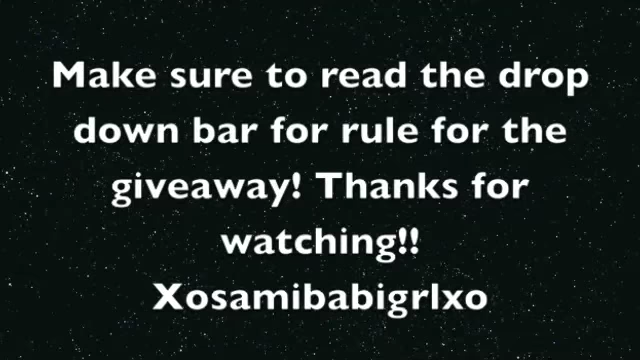 Make sure to read the drop
down bar for rule for the
giveaway! Thanks for
watching!!
Xosamibabigrlxo